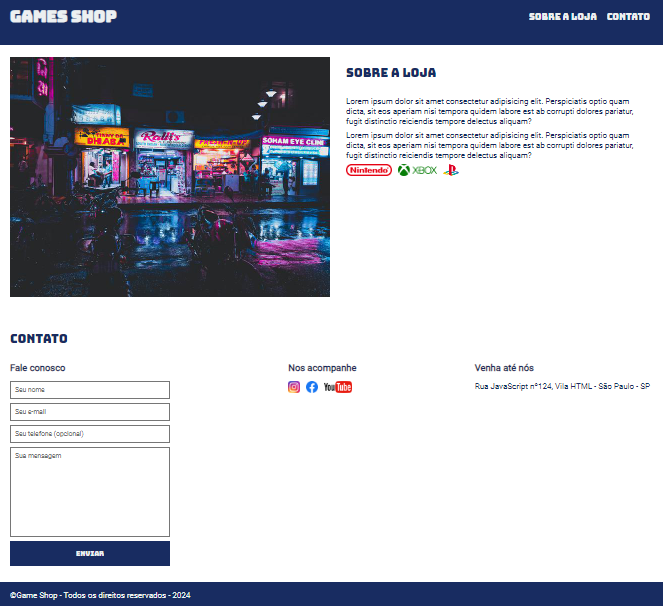 GAMES SHOP
SOBRE A LOJA CONTATO
SOHAM EYE CLINI
DHABA
SOBRE A LOJA
Lorem ipsum dolor sit amet consectetur adipisicing elit. Perspiciatis optio quam
dicta, sit eos aperiam nisi tempora quidem labore est ab corrupti dolores pariatur,
fugit distinctio reiciendis tempore delectus aliquam?
Lorem ipsum dolor sit amet consectetur adipisicing elit. Perspiciatis optio quam
dicta, sit eos aperiam nisi tempora quidem labore est ab corrupti dolores pariatur,
fugit distinctio reiciendis tempore delectus aliquam?
Nintendo XBOX
CONTATO
Fale conosco
Seu nome
Seu e-mail
Seu telefone (opcional)
Sua mensagem
ENVIAR
Nos acompanhe
YouTube
Venha até nós
Rua JavaScript nº124, Vila HTML - São Paulo - SP
©Game Shop - Todos os direitos reservados - 2024